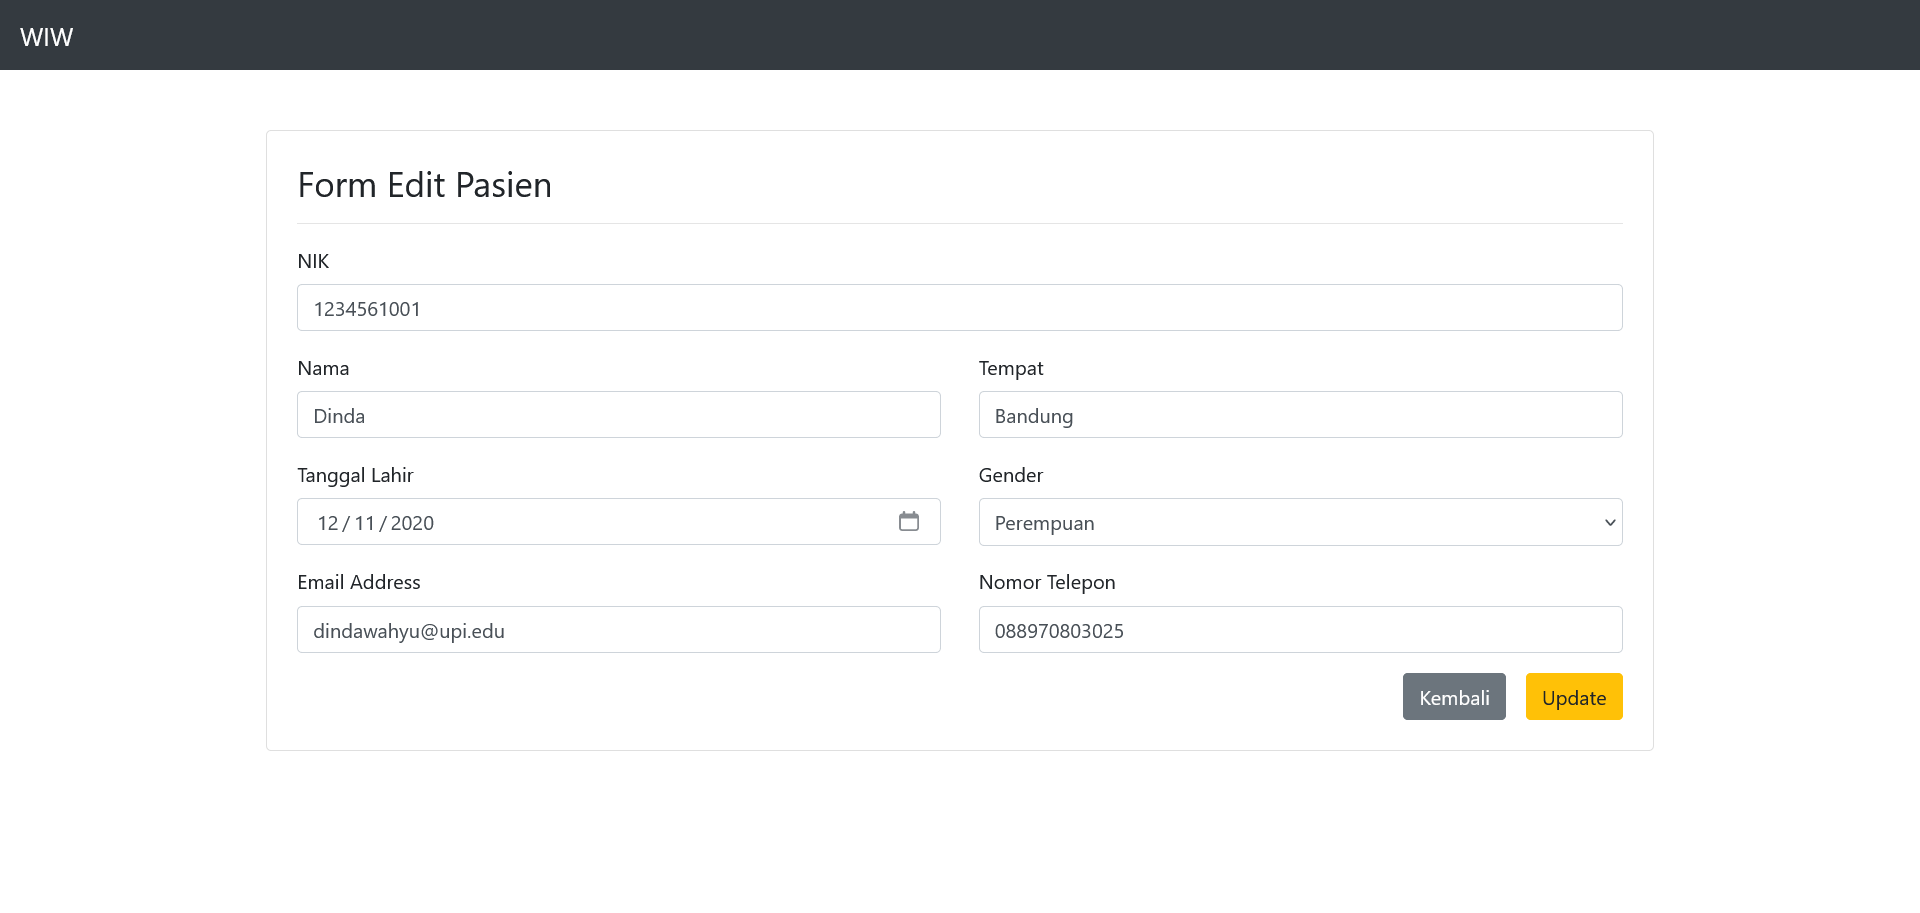 WIW
Form Edit Pasien
NIK
1234561001
Nama
Tempat
Dinda
Bandung
Tanggal Lahir
Gender
12 / 11 / 2020
Perempuan
Email Address
Nomor Telepon
dindawahyu@upi.edu
088970803025
Kembali
Update